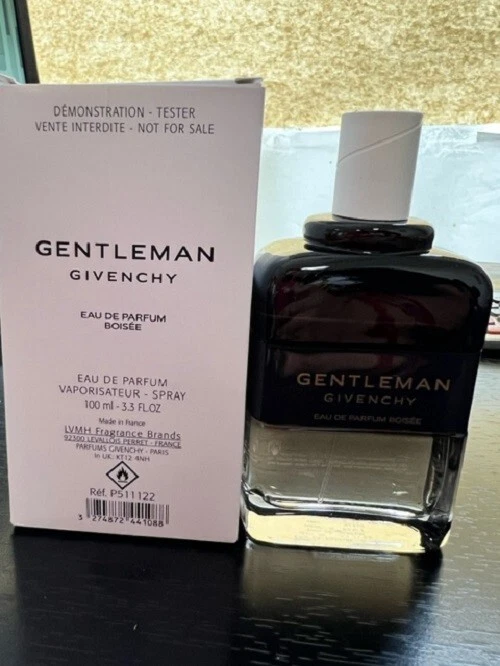 DÉMONSTRATION - TESTER
VENTE INTERDITE - NOT FOR SALE
GENTLEMAN
GIVENCHY
EAU DE PARFUM
BOISÉE
EAU DE PARFUM
VAPORISATEUR - SPRAY
100 ml - 3.3 FL.OZ
Made in France
LVMH Fragrance Brands
92300 LEVALLOIS PERRET - FRANCE
PARFUMS GIVENCHY - PARIS
In UK: KT12 4NH
Réf. P511122
3 274872 441088
GENTLEMAN
GIVENCHY
EAU DE PARFUM BOISÉE